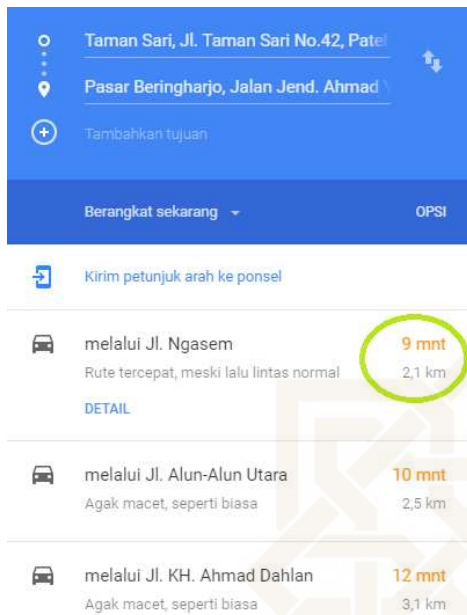 Taman Sari, Jl. Taman Sari No.42, Patel
Pasar Beringharjo, Jalan Jend. Ahmad
Tambahkan tujuan
Berangkat sekarang
OPSI
Kirim petunjuk arah ke ponsel
melalui Jl. Ngasem 9 mnt
Rute tercepat, meski lalu lintas normal 2,1 km
DETAIL
melalui Jl. Alun-Alun Utara 10 mnt
Agak macet, seperti biasa 2,5 km
melalui Jl. KH. Ahmad Dahlan 12 mnt
Agak macet, seperti biasa 3,1 km